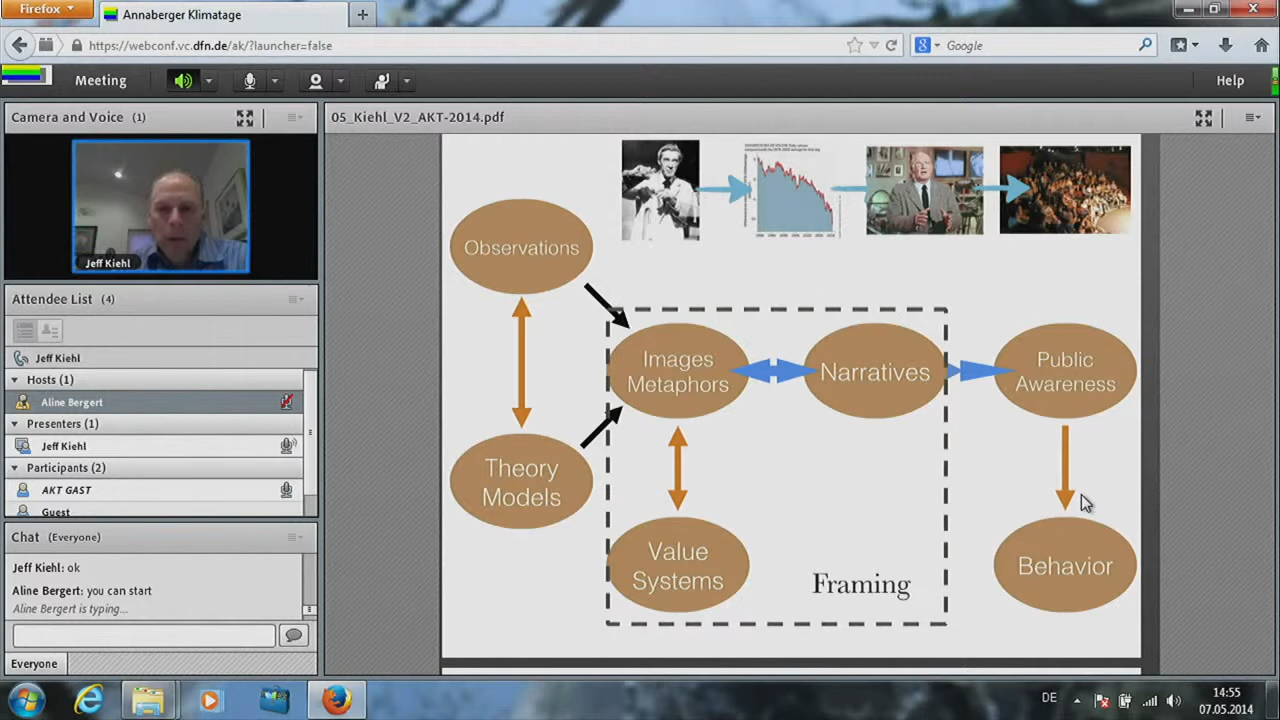 Firefox
Annaberger Klimatage
https://webconf.vc.dfn.de/ak/?launcher=false
Google
Meeting
Help
Camera and Voice (1)
Jeff Kiehl
Attendee List (4)
Jeff Kiehl
Hosts (1)
Aline Bergert
Presenters (1)
Jeff Kiehl
Participants (2)
AKT GAST
Guest
Chat (Everyone)
Jeff Kiehl: ok
Aline Bergert: you can start
Aline Bergert is typing...
Everyone
05_Kiehl_V2_AKT-2014.pdf
Observations
Theory
Models
Images
Metaphors
Narratives
Public
Awareness
Value
Systems
Framing
Behavior
DE
14:55
07.05.2014